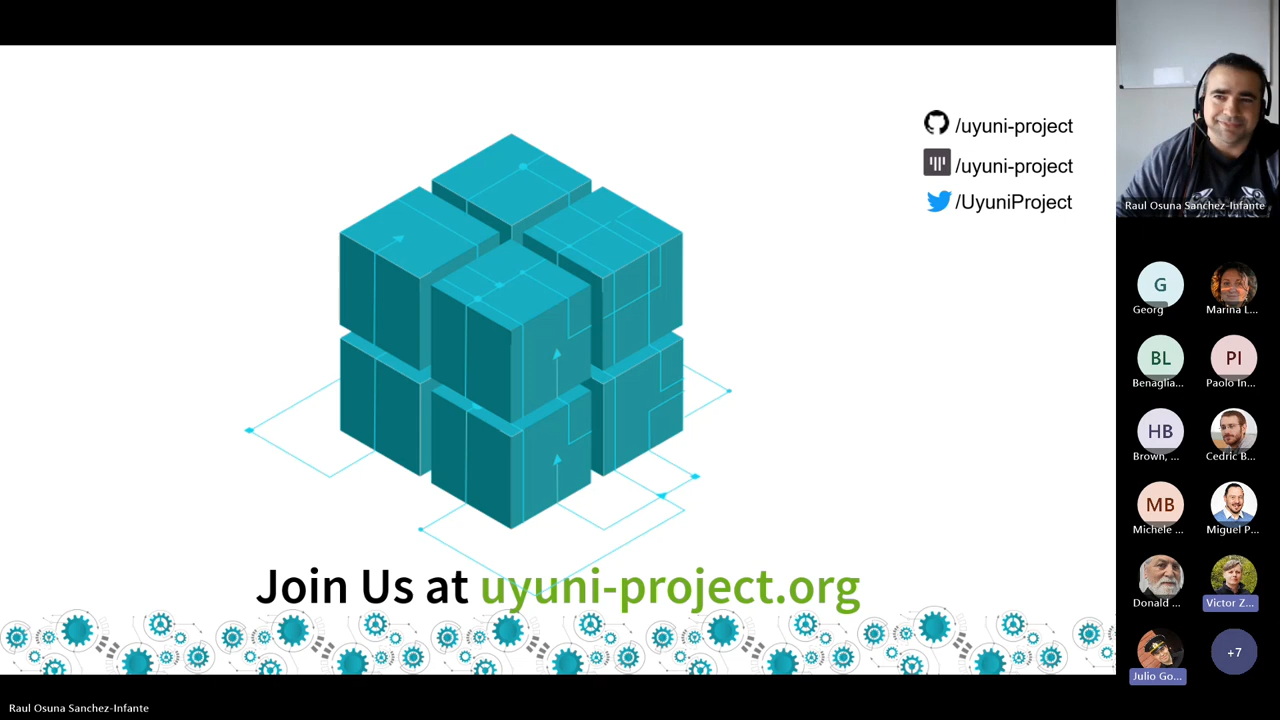 /uyuni-project
/uyuni-project
/UyuniProject
Join Us at uyuni-project.org
Raul Osuna Sanchez-Infante
G
Georg
Marina L...
BL
Benaglia...
PI
Paolo In...
HB
Brown, ...
Cedric B...
MB
Michele ...
Miguel P...
Donald ...
Victor Z...
Julio Go...
+7
Raul Osuna Sanchez-Infante